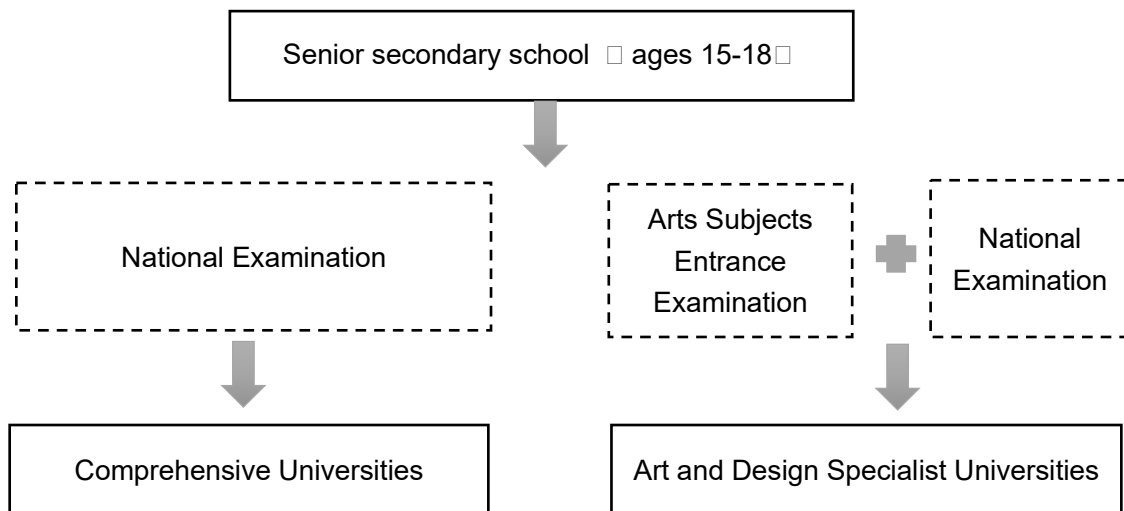 Senior secondary school □ ages 15-18□
National Examination
Arts Subjects
Entrance
Examination
National
Examination
Comprehensive Universities
Art and Design Specialist Universities